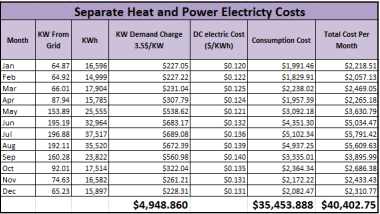 Separate Heat and Power Electricty Costs
Month KW From Grid KWh KW Demand Charge 3.5$/KW DC electric Cost ($/KWh) Consumption Cost Total Cost Per Month
Jan 64.87 16,596 $227.05 $0.120 $1,991.46 $2,218.51
Feb 64.92 14,999 $227.22 $0.122 $1,829.91 $2,057.13
Mar 66.01 17,904 $231.04 $0.125 $2,238.02 $2,469.05
Apr 87.94 15,785 $307.79 $0.124 $1,957.39 $2,265.18
May 153.89 25,555 $538.62 $0.121 $3,092.18 $3,630.79
Jun 195.19 32,964 $683.17 $0.132 $4,351.30 $5,034.47
Jul 196.88 37,517 $689.08 $0.136 $5,102.34 $5,791.42
Aug 192.11 35,520 $672.39 $0.139 $4,937.25 $5,609.63
Sep 160.28 23,822 $560.98 $0.140 $3,335.01 $3,895.99
Oct 92.01 17,514 $322.04 $0.135 $2,364.34 $2,686.38
Nov 74.63 16,582 $261.21 $0.131 $2,172.22 $2,433.43
Dec 65.23 15,897 $228.31 $0.131 $2,082.47 $2,310.77
$4,948.860 $35,453.888 $40,402.75